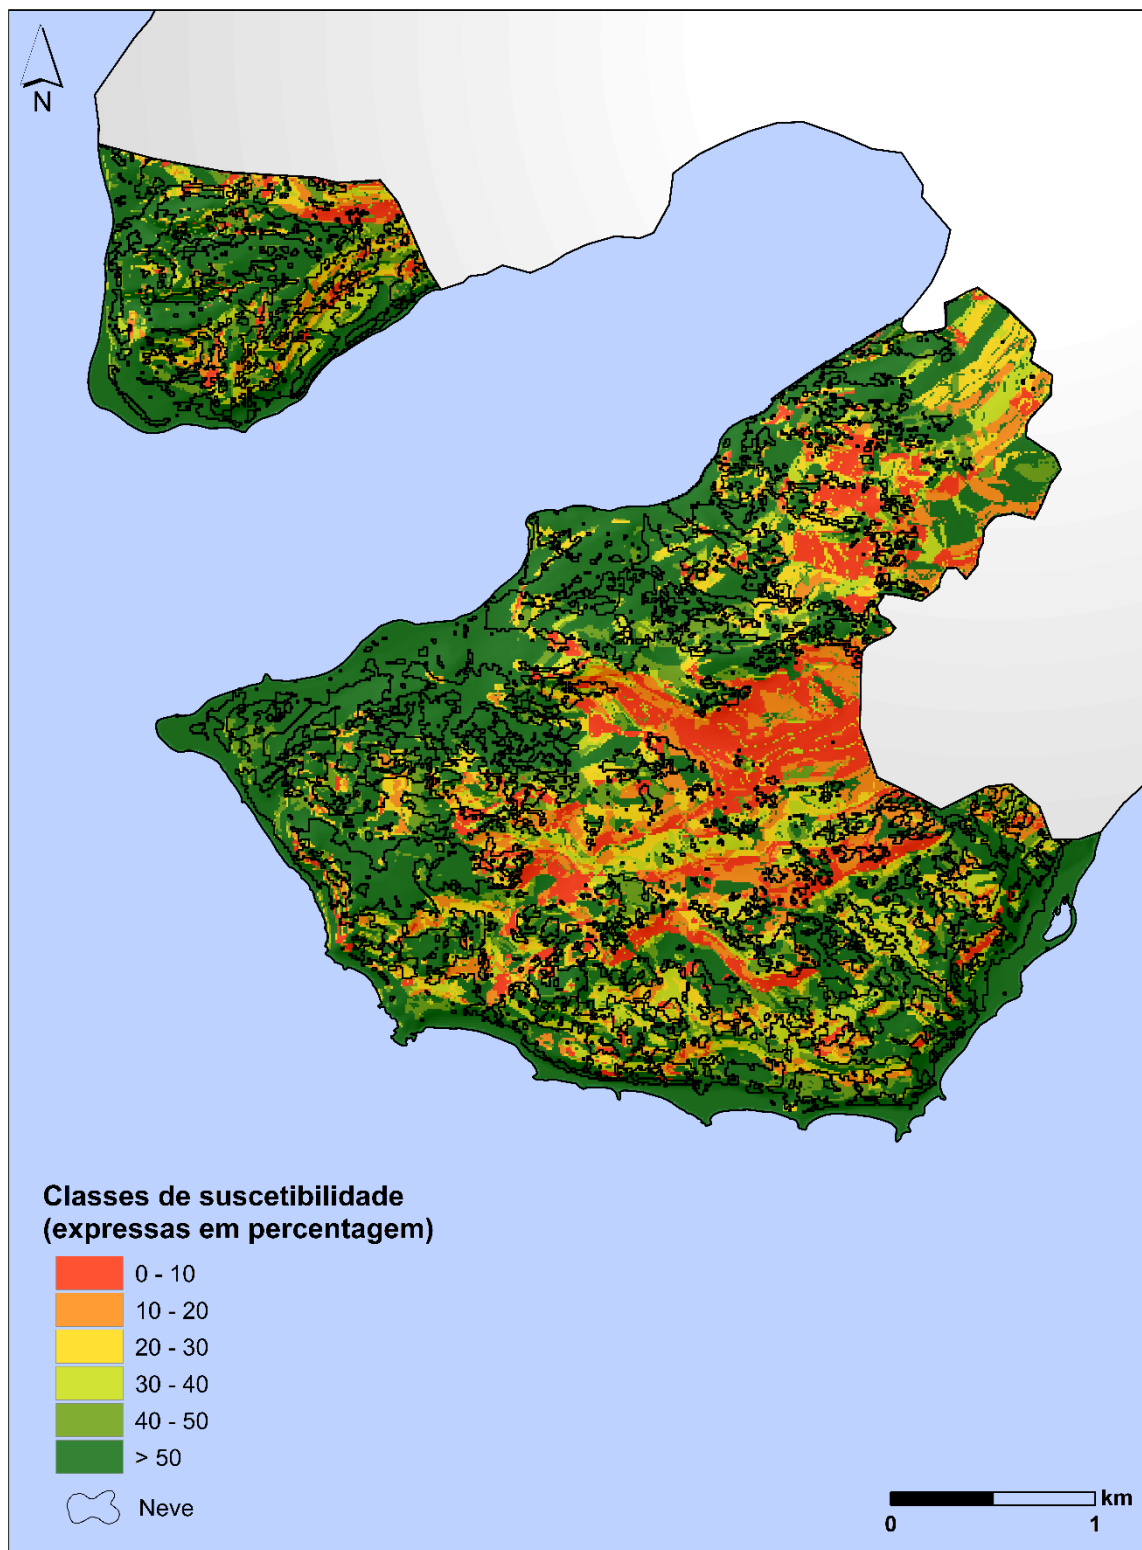 N
Classes de suscetibilidade
(expressas em percentagem)
0 - 10
10 - 20
20 - 30
30 - 40
40 - 50
> 50
Neve
km
0 1